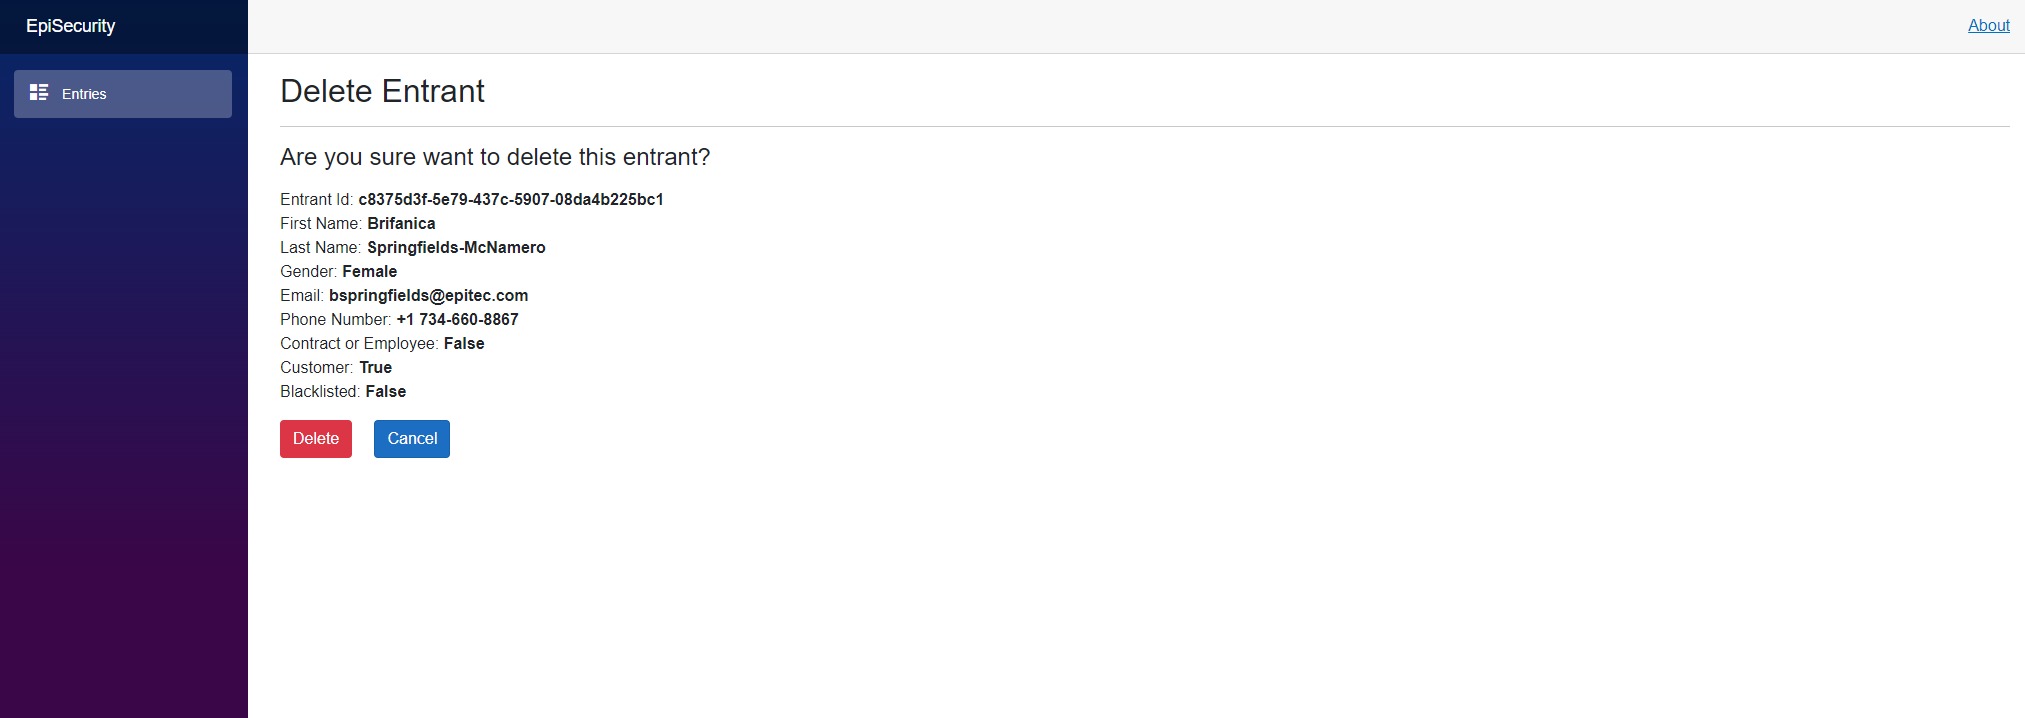 EpiSecurity
About
Entries
Delete Entrant
Are you sure want to delete this entrant?
Entrant Id: c8375d3f-5e79-437c-5907-08da4b225bc1
First Name: Brifanica
Last Name: Springfields-McNamero
Gender: Female
Email: bspringfields@epitec.com
Phone Number: +1 734-660-8867
Contract or Employee: False
Customer: True
Blacklisted: False
Delete Cancel